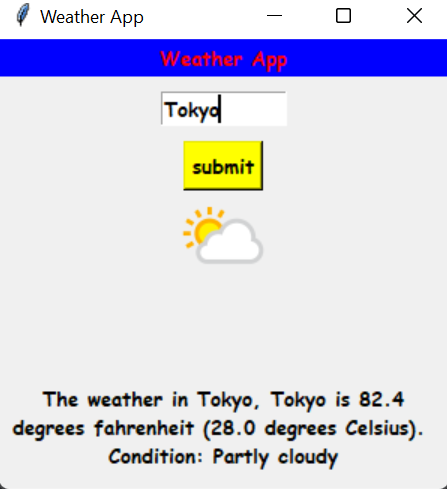 Weather App
Weather App
Tokyo
submit
The weather in Tokyo, Tokyo is 82.4
degrees fahrenheit (28.0 degrees Celsius).
Condition: Partly cloudy